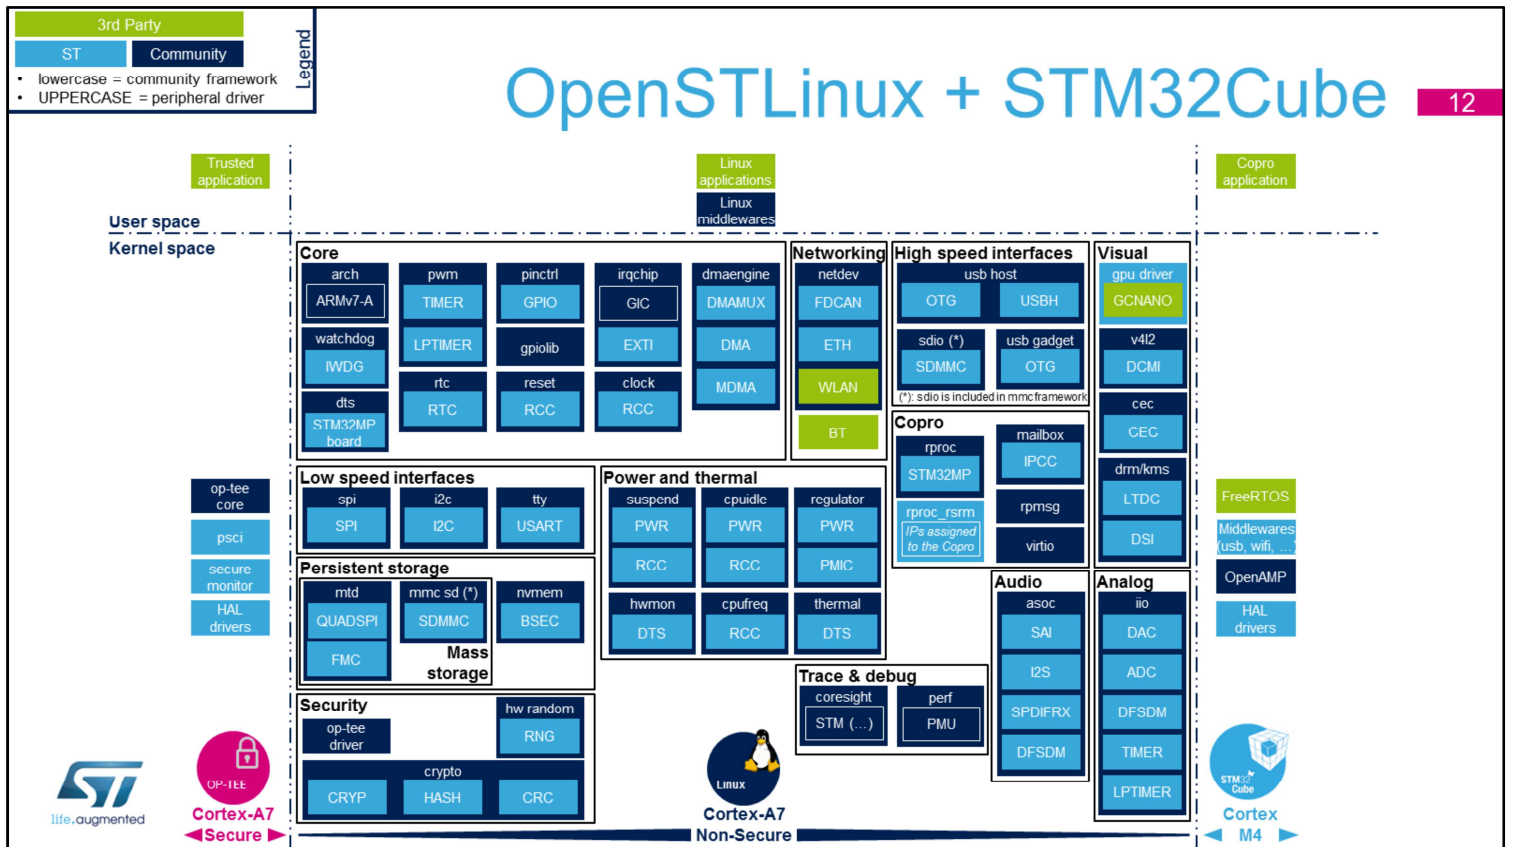 3rd Party
ST
Community
• lowercase = community framework
• UPPERCASE = peripheral driver
Legend
OpenSTLinux + STM32Cube
12
Trusted
application
Linux
applications
Linux
middlewares
Copro
application
User space
Kernel space
Core
arch
ARMv7-A
watchdog
IWDG
dts
STM32MP
board
pwm
TIMER
LPTIMER
rtc
RTC
pinctrl
GPIO
gpiolib
reset
RCC
irqchip
GIC
EXTI
clock
RCC
dmaengine
DMAMUX
DMA
MDMA
Networking
netdev
FDCAN
ETH
WLAN
BT
High speed interfaces
usb host
OTG
USBH
sdio (*)
SDMMC
usb gadget
OTG
(*): sdio is included in mmc framework
Visual
gpu driver
GCNANO
v4l2
DCMI
cec
CEC
drm/kms
LTDC
DSI
Copro
rproc
STM32MP
rproc_rsrm
IPs assigned
to the Copro
mailbox
IPCC
rpmsg
virtio
Low speed interfaces
spi
SPI
i2c
I2C
tty
USART
Power and thermal
suspend
PWR
RCC
cpuidle
PWR
RCC
regulator
PWR
PMIC
hwmon
DTS
cpufreq
RCC
thermal
DTS
Persistent storage
mtd
QUADSPI
FMC
mmc sd (*)
SDMMC
Mass
storage
nvmem
BSEC
Audio
asoc
SAI
I2S
SPDIFRX
DFSDM
Analog
iio
DAC
ADC
DFSDM
TIMER
LPTIMER
Trace & debug
coresight
STM (...)
perf
PMU
Security
op-tee
driver
hw random
RNG
crypto
CRYP
HASH
CRC
op-tee
core
psci
secure
monitor
HAL
drivers
FreeRTOS
Middlewares
(usb, wifi, ...)
OpenAMP
HAL
drivers
ST
life.augmented
OP-TEE
Cortex-A7
Secure
Linux
Cortex-A7
Non-Secure
STM32
Cube
Cortex
M4